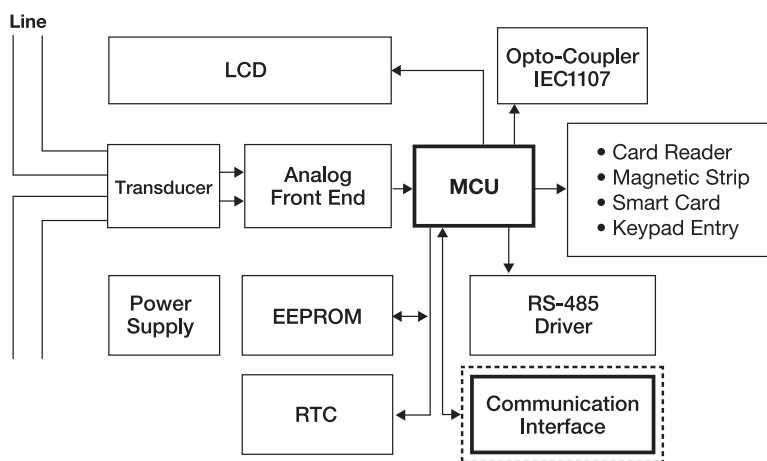 Line
LCD
Opto-Coupler
IEC1107
Transducer
Analog
Front End
MCU
• Card Reader
• Magnetic Strip
• Smart Card
• Keypad Entry
Power
Supply
EEPROM
RS-485
Driver
RTC
Communication
Interface